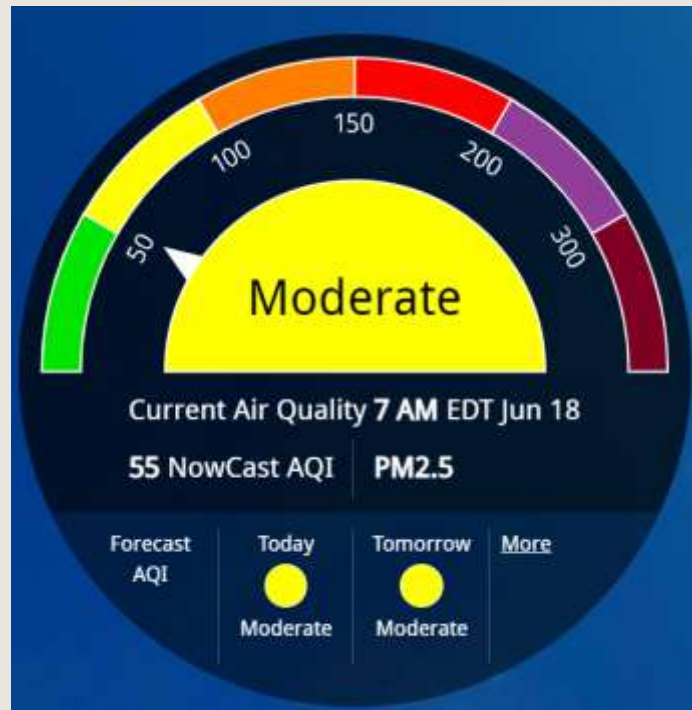 150
100
200
50
300
Moderate
Current Air Quality 7 AM EDT Jun 18
55 NowCast AQI PM2.5
Forecast AQI
Today
Moderate
Tomorrow
Moderate
More